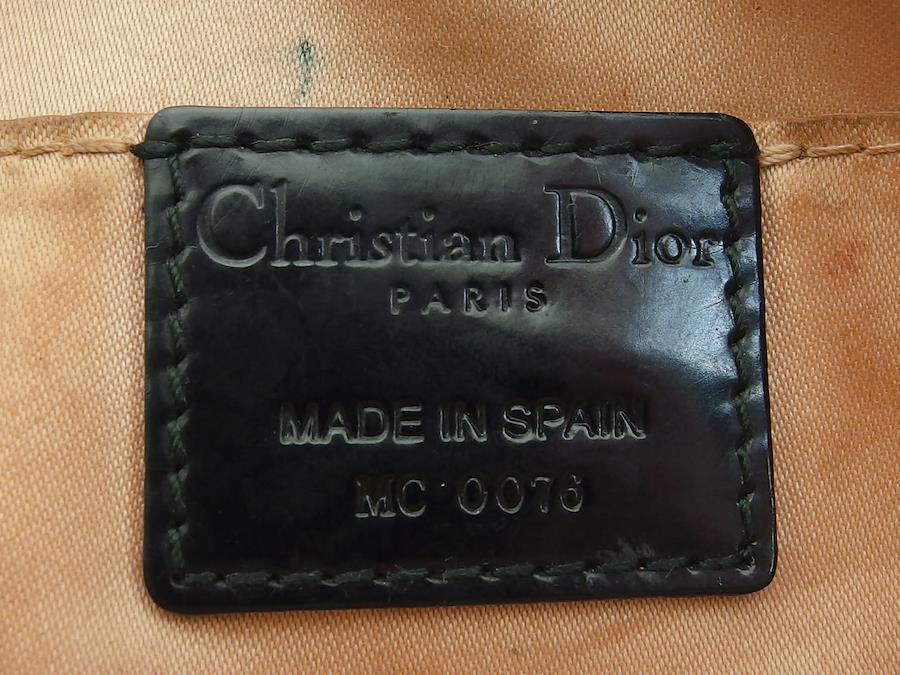 Christian Dior
PARIS
MADE IN SPAIN
MC 0076